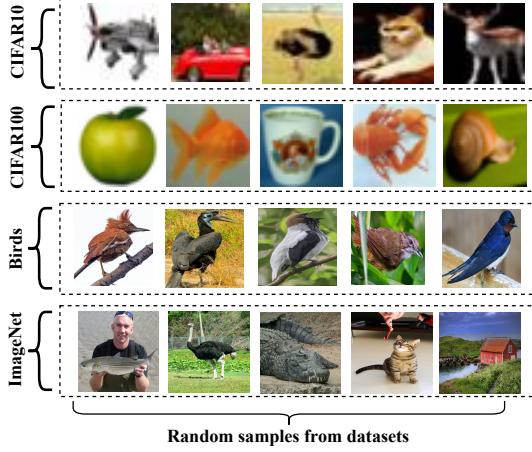 CIFAR10
CIFAR100
Birds
ImageNet
Random samples from datasets